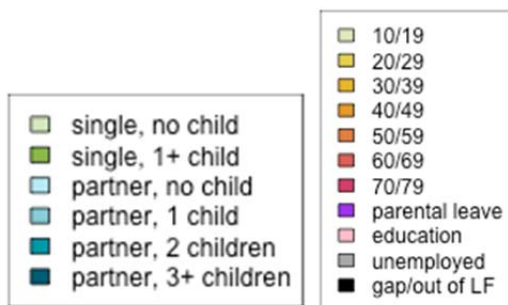 single, no child
single, 1+ child
partner, no child
partner, 1 child
partner, 2 children
partner, 3+ children
10/19
20/29
30/39
40/49
50/59
60/69
70/79
parental leave
education
unemployed
gap/out of LF